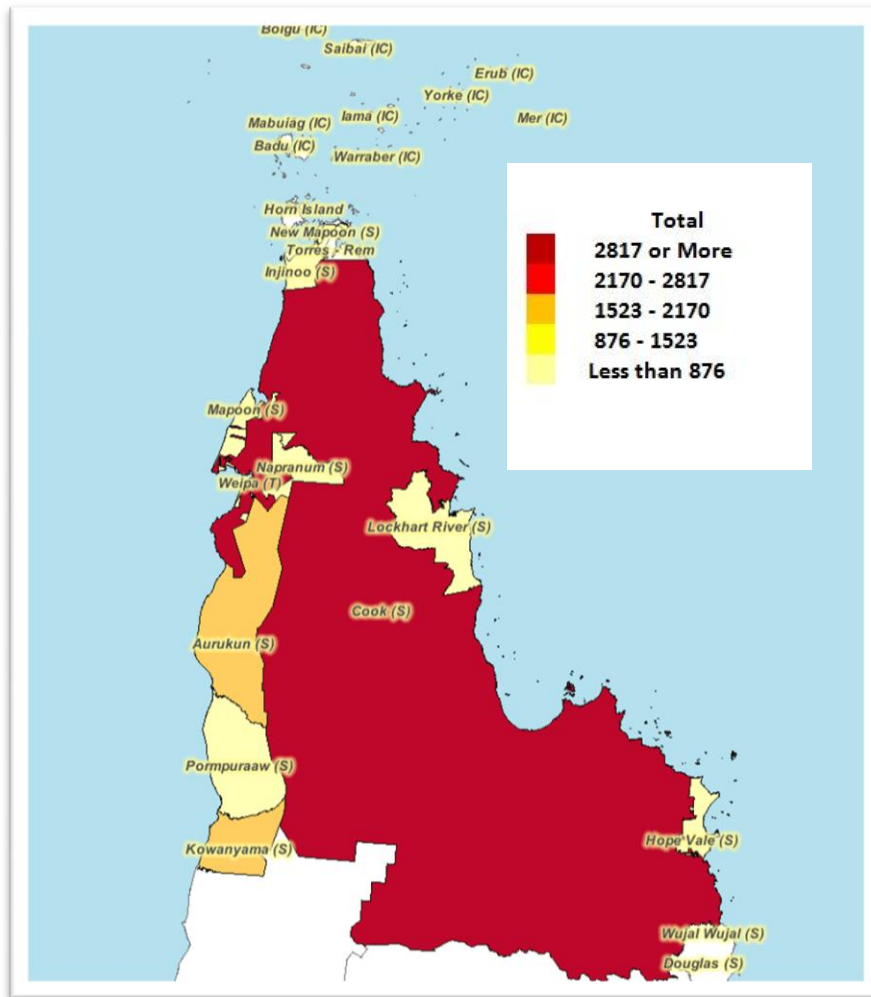 Boigu (IC)
Saibai (IC)
Erub (IC)
Yorke (IC)
Mer (IC)
Iama (IC)
Mabuiag (IC)
Badu (IC)
Warraber (IC)
Horn Island
New Mapoon (S)
Torres - Rem
Injinoo (S)
Total
2817 or More
2170 - 2817
1523 - 2170
876 - 1523
Less than 876
Mapoon (S)
Napranum (S)
Weipa (T)
Lockhart River (S)
Cook (S)
Aurukun (S)
Pormpuraaw (S)
Kowanyama (S)
Hope Vale (S)
Wujal Wujal (S)
Douglas (S)